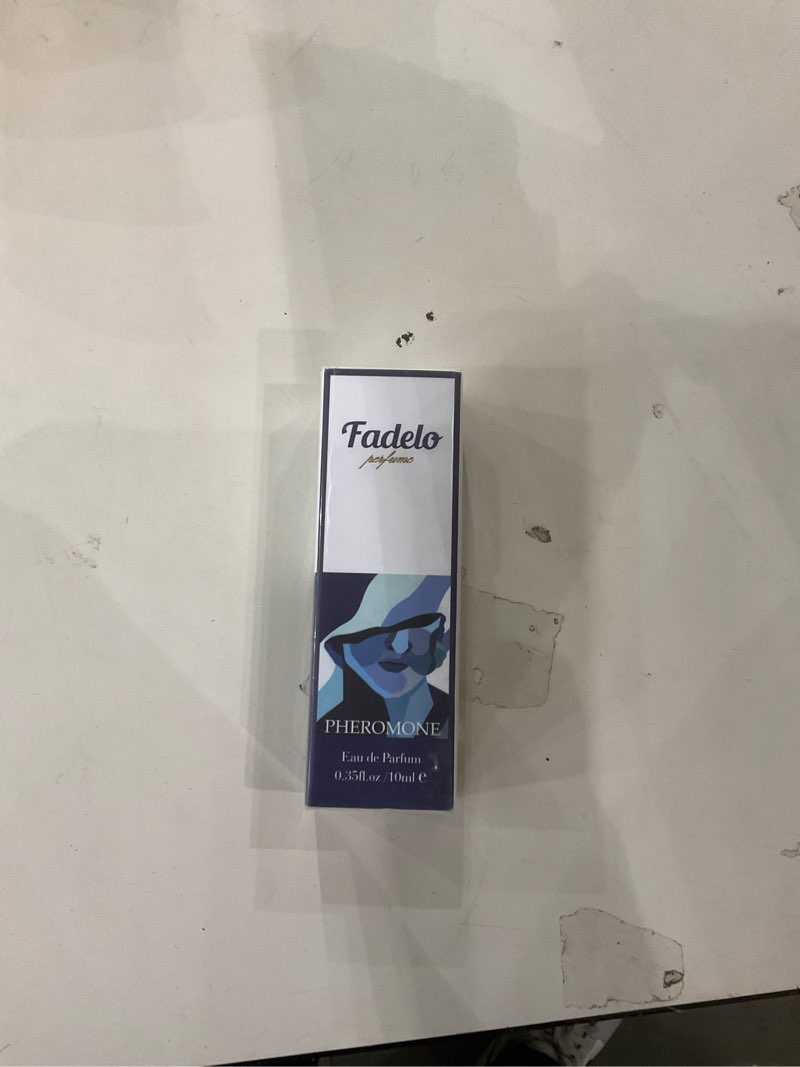 Fadelo
perfume
PHEROMONE
Eau de Parfum
0.35fl.oz /10ml ℮